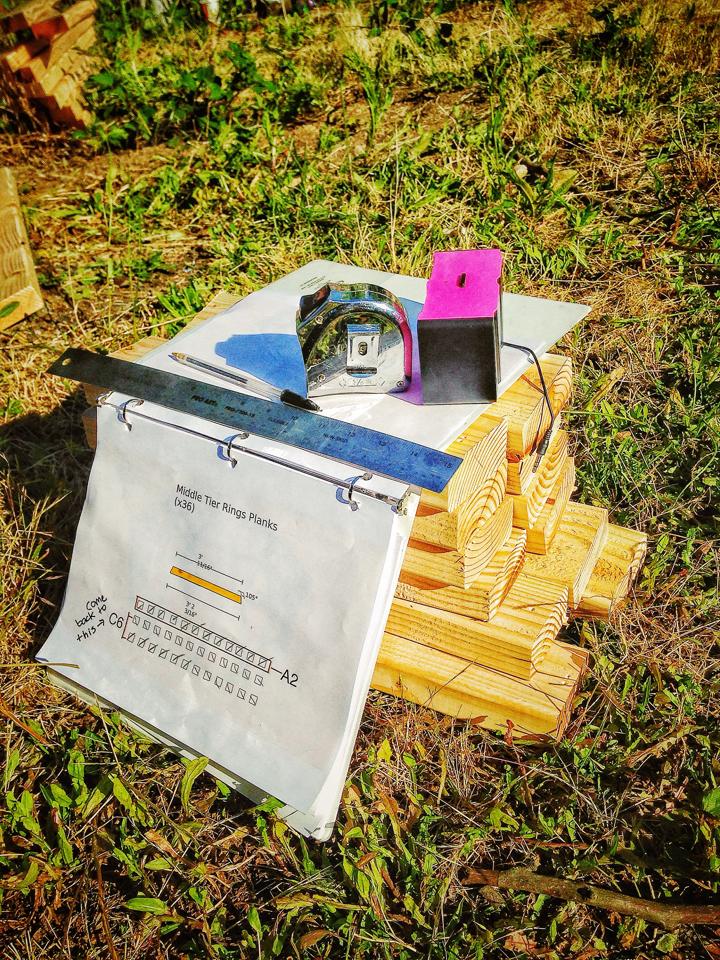 Middle Tier Rings Planks
(x36)
3'
11/16"
105°
3' 2
3/16"
come
back to
this→
C6
A2